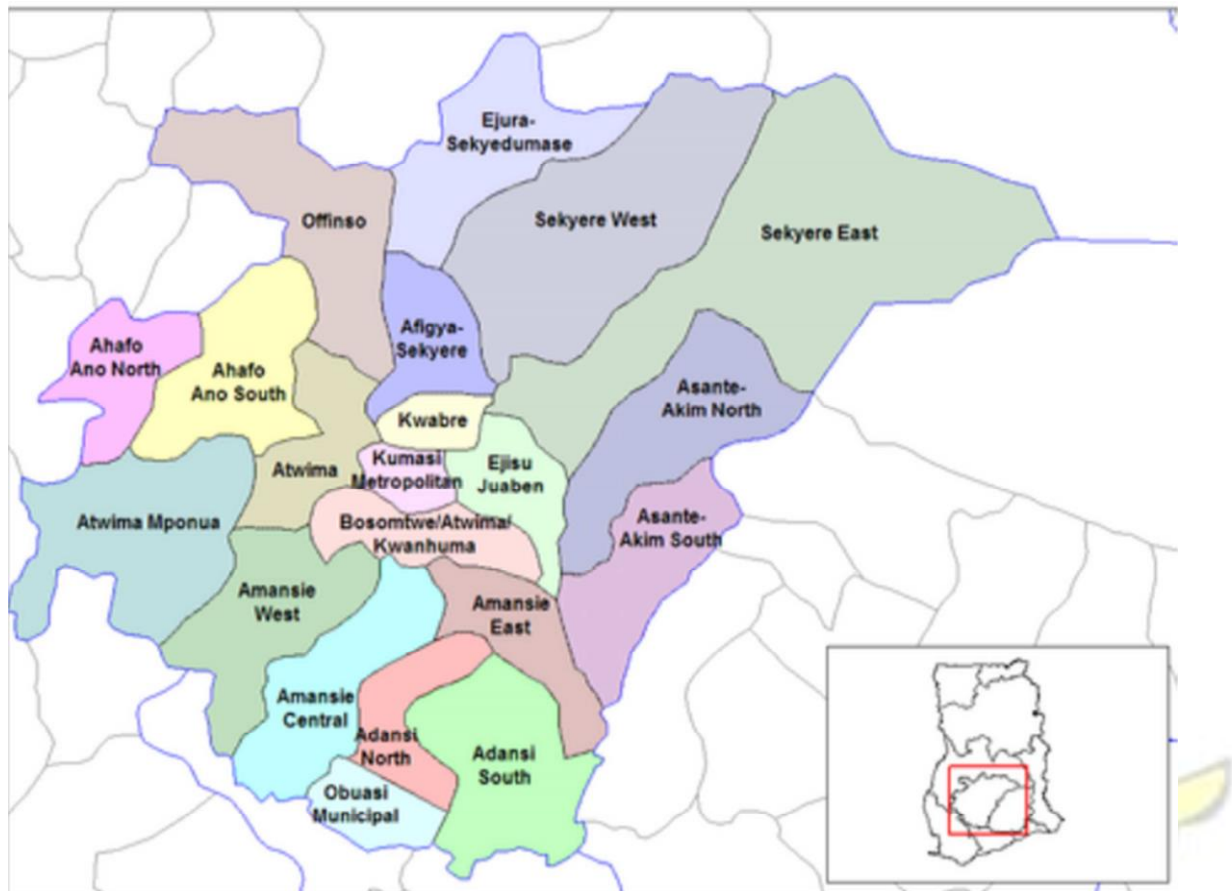 Ejura-
Sekyedumase
Offinso
Sekyere West
Sekyere East
Afigya-
Sekyere
Ahafo
Ano North
Ahafo
Ano South
Asante-
Akim North
Kwabre
Atwima
Kumasi
Metropolitan
Ejisu
Juaben
Atwima Mponua
Bosomtwe/Atwima/
Kwanhuma
Asante-
Akim South
Amansie
West
Amansie
East
Amansie
Central
Adansi
North
Adansi
South
Obuasi
Municipal